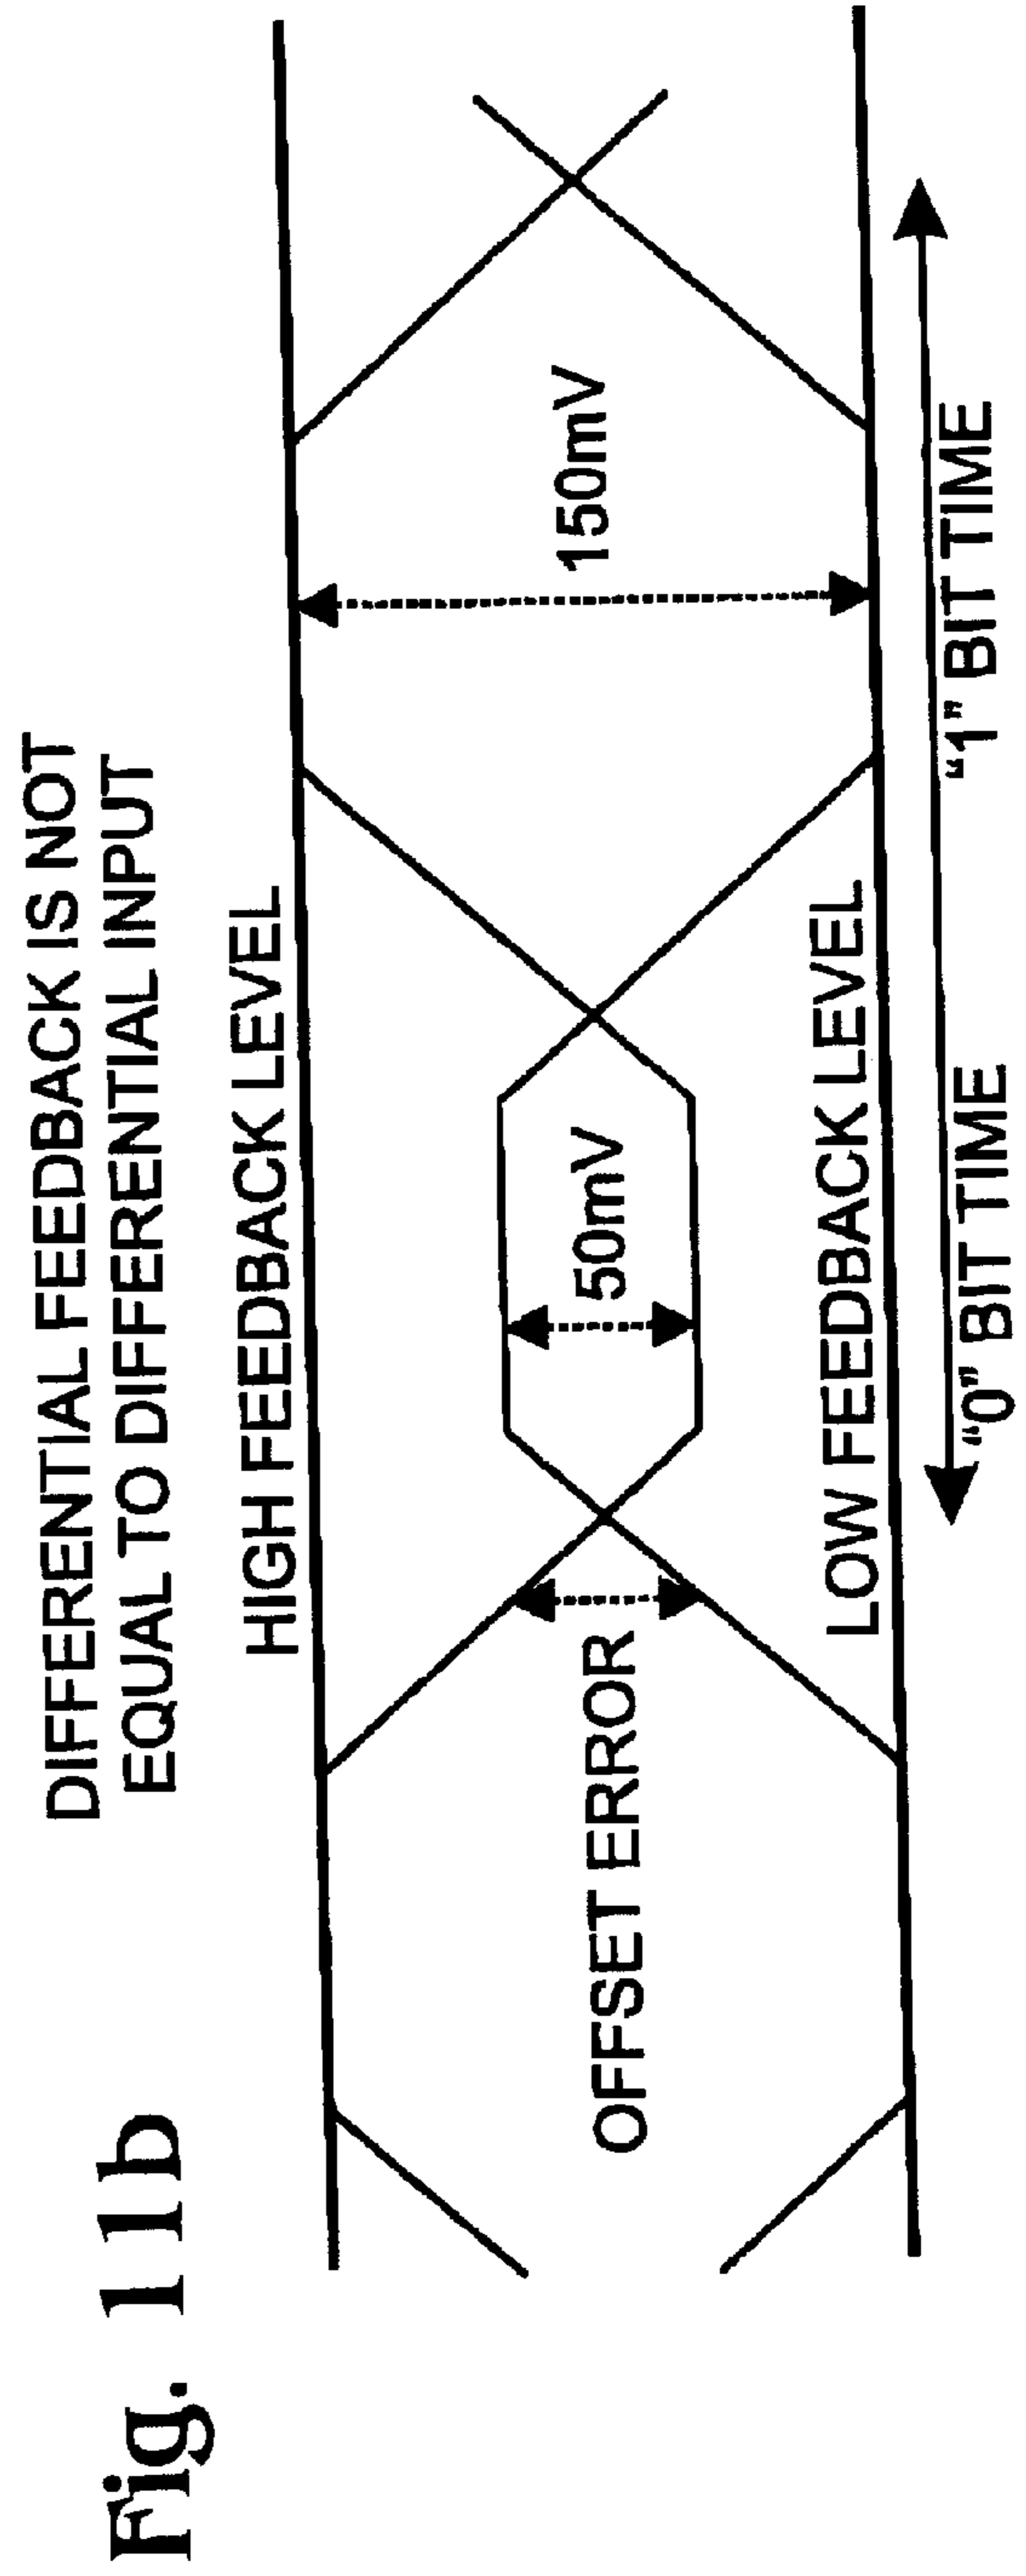 Fig. 11b
DIFFERENTIAL FEEDBACK IS NOT
EQUAL TO DIFFERENTIAL INPUT
HIGH FEEDBACK LEVEL
OFFSET ERROR
50mV
150mV
LOW FEEDBACK LEVEL
“0” BIT TIME
“1” BIT TIME